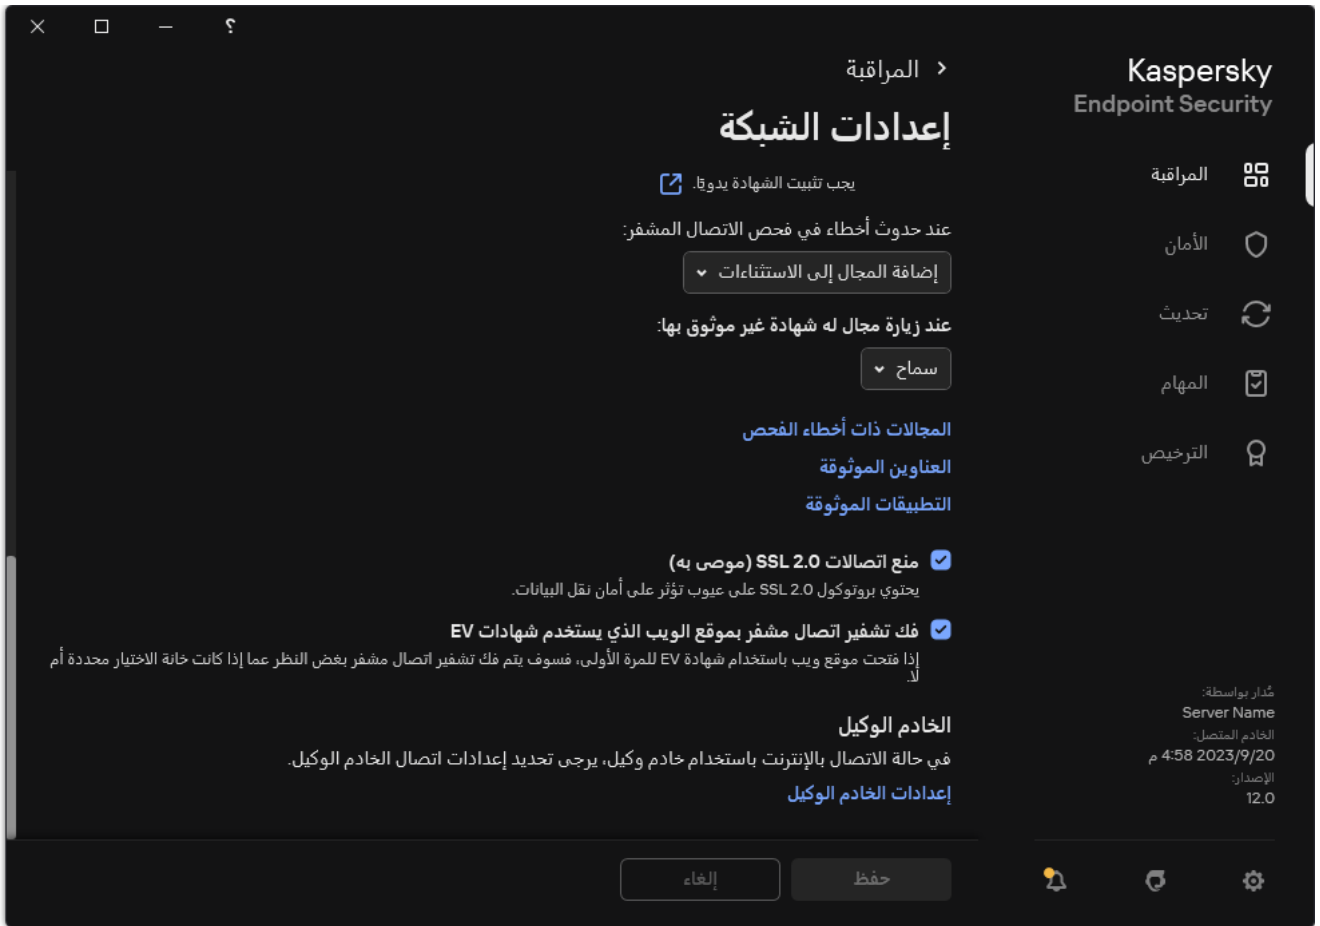 ؟
Kaspersky
Endpoint Security
المراقبة
الأمان
تحديث
المهام
الترخيص
مُدار بواسطة:
Server Name
الخادم المتصل:
2023/9/20 4:58 م
الإصدار:
12.0
المراقبة
إعدادات الشبكة
يجب تثبيت الشهادة يدويًا.
عند حدوث أخطاء في فحص الاتصال المشفر:
إضافة المجال إلى الاستثناءات
عند زيارة مجال له شهادة غير موثوق بها:
سماح
المجالات ذات أخطاء الفحص
العناوين الموثوقة
التطبيقات الموثوقة
منع اتصالات SSL 2.0 (موصى به)
يحتوي بروتوكول SSL 2.0 على عيوب تؤثر على أمان نقل البيانات.
فك تشفير اتصال مشفر بموقع الويب الذي يستخدم شهادات EV
إذا فتحت موقع ويب باستخدام شهادة EV للمرة الأولى، فسوف يتم فك تشفير اتصال مشفر بغض النظر عما إذا كانت خانة الاختيار محددة أم
لا.
الخادم الوكيل
في حالة الاتصال بالإنترنت باستخدام خادم وكيل، يرجى تحديد إعدادات اتصال الخادم الوكيل.
إعدادات الخادم الوكيل
حفظ
إلغاء